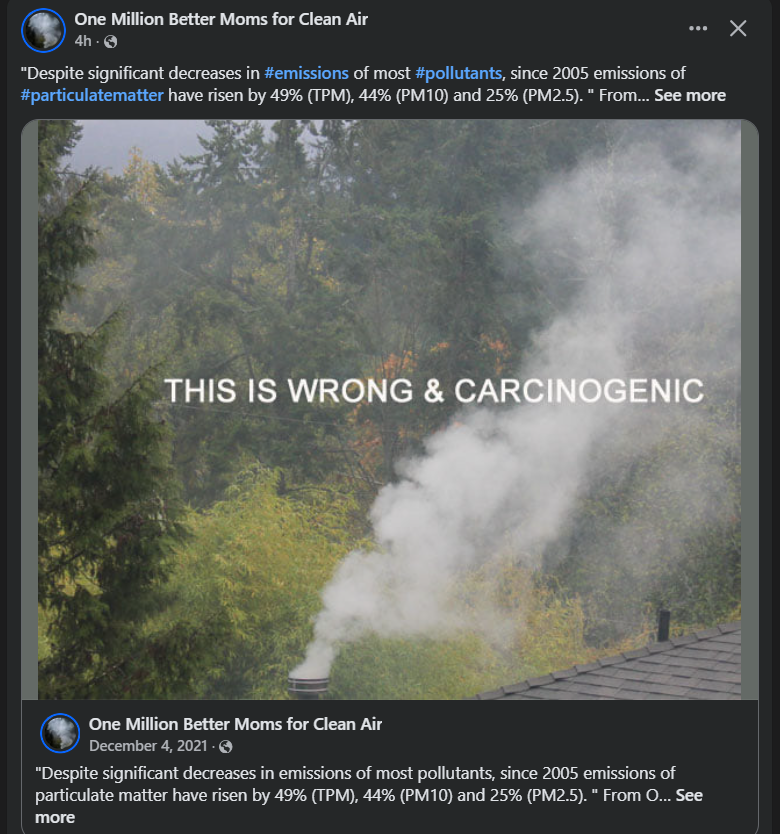 One Million Better Moms for Clean Air
4h ·
"Despite significant decreases in #emissions of most #pollutants, since 2005 emissions of
#particulatematter have risen by 49% (TPM), 44% (PM10) and 25% (PM2.5). " From... See more
THIS IS WRONG & CARCINOGENIC
One Million Better Moms for Clean Air
December 4, 2021 ·
"Despite significant decreases in emissions of most pollutants, since 2005 emissions of
particulate matter have risen by 49% (TPM), 44% (PM10) and 25% (PM2.5). " From O... See
more